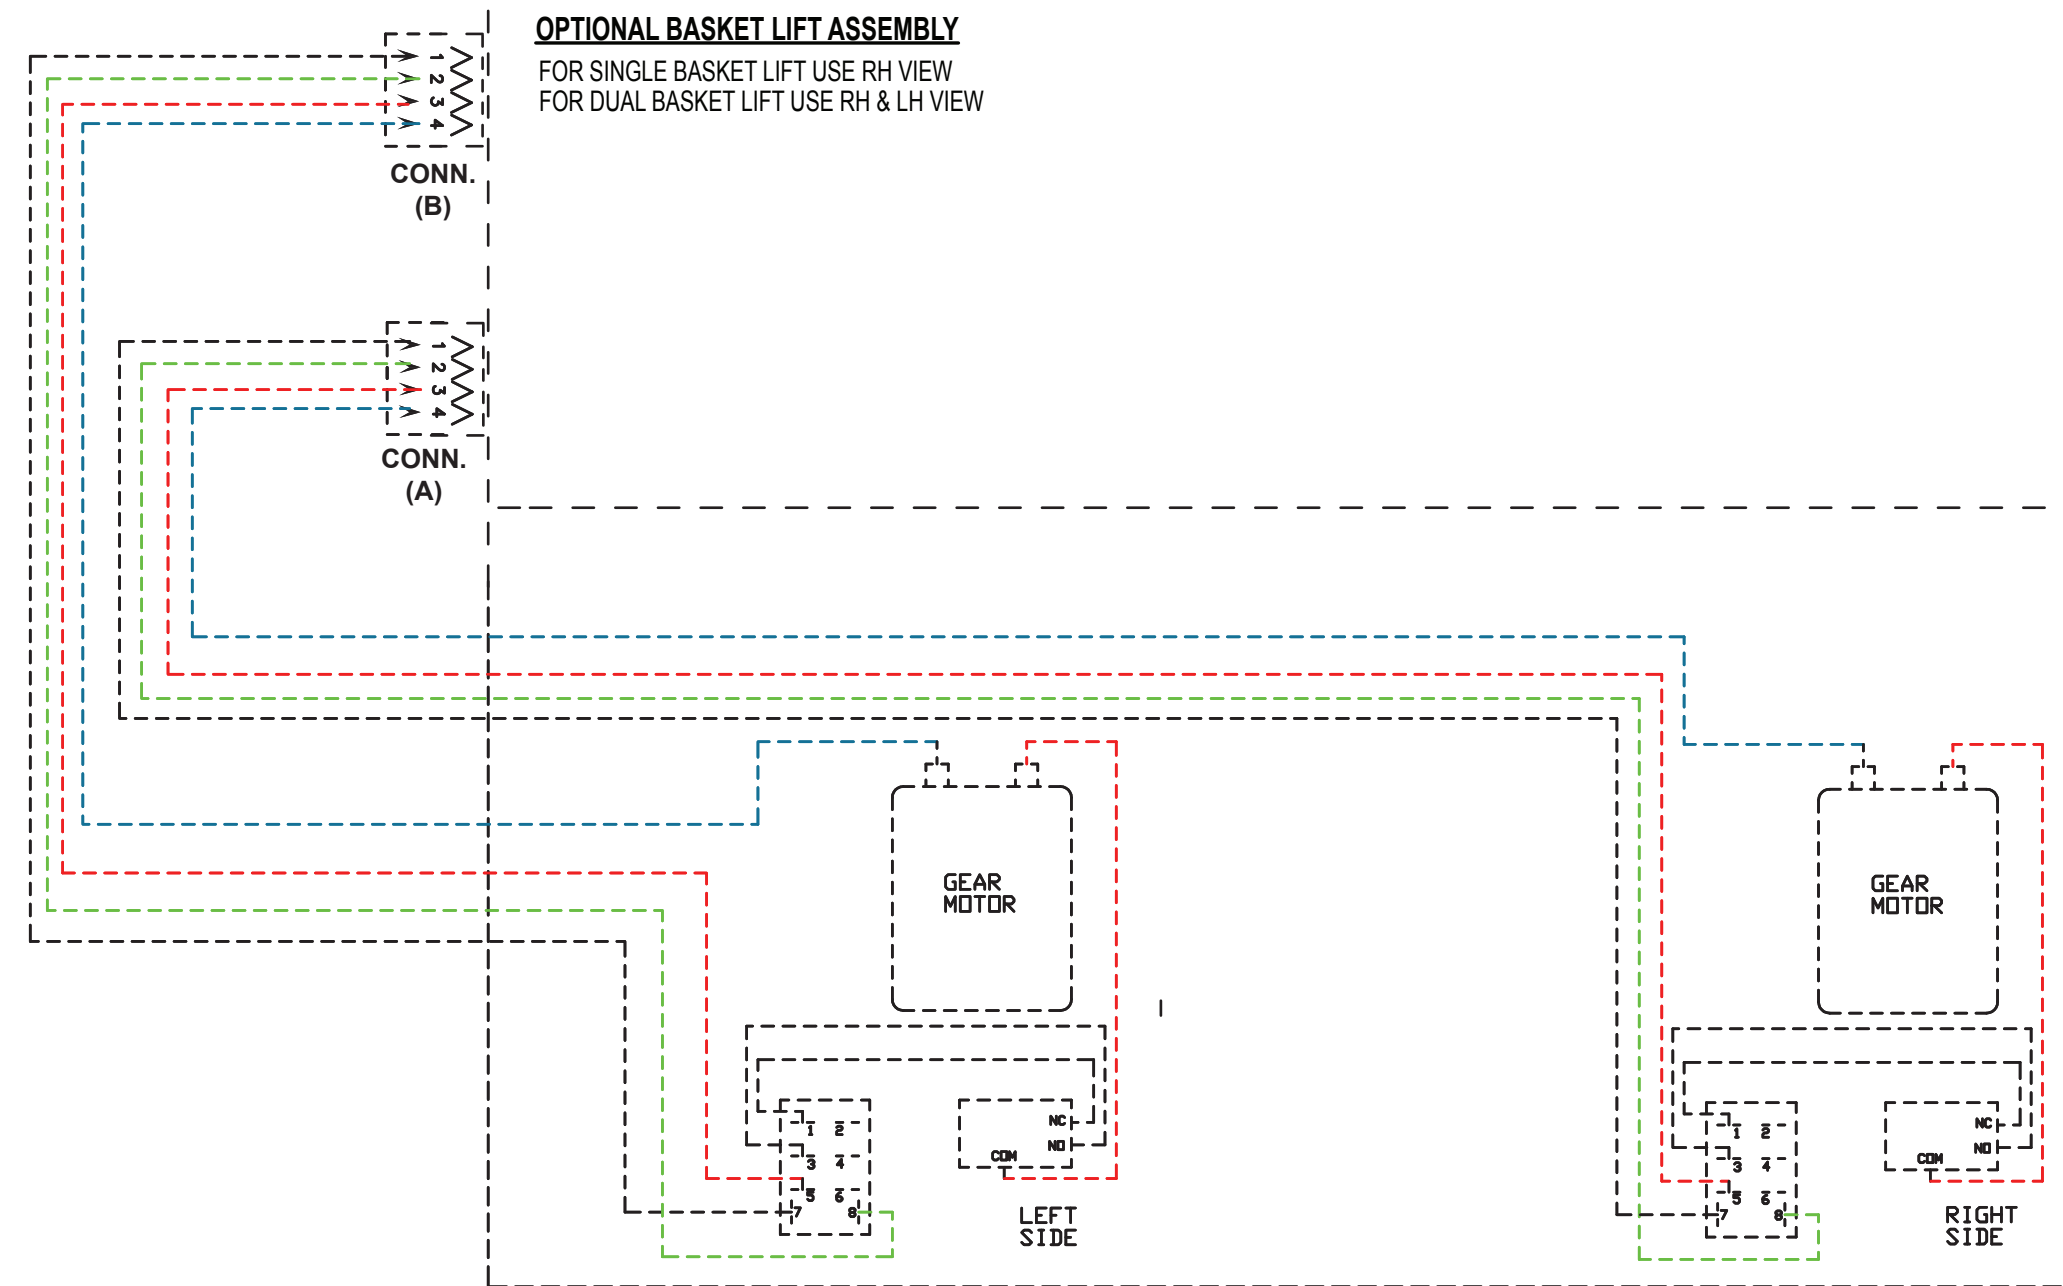 OPTIONAL BASKET LIFT ASSEMBLY
FOR SINGLE BASKET LIFT USE RH VIEW
FOR DUAL BASKET LIFT USE RH & LH VIEW
1
2
3
4
CONN.
(B)
1
2
3
4
CONN.
(A)
GEAR
MOTOR
GEAR
MOTOR
1 2
3 4
5 6
7 8
NC
NO
COM
LEFT
SIDE
1 2
3 4
5 6
7 8
NC
NO
COM
RIGHT
SIDE